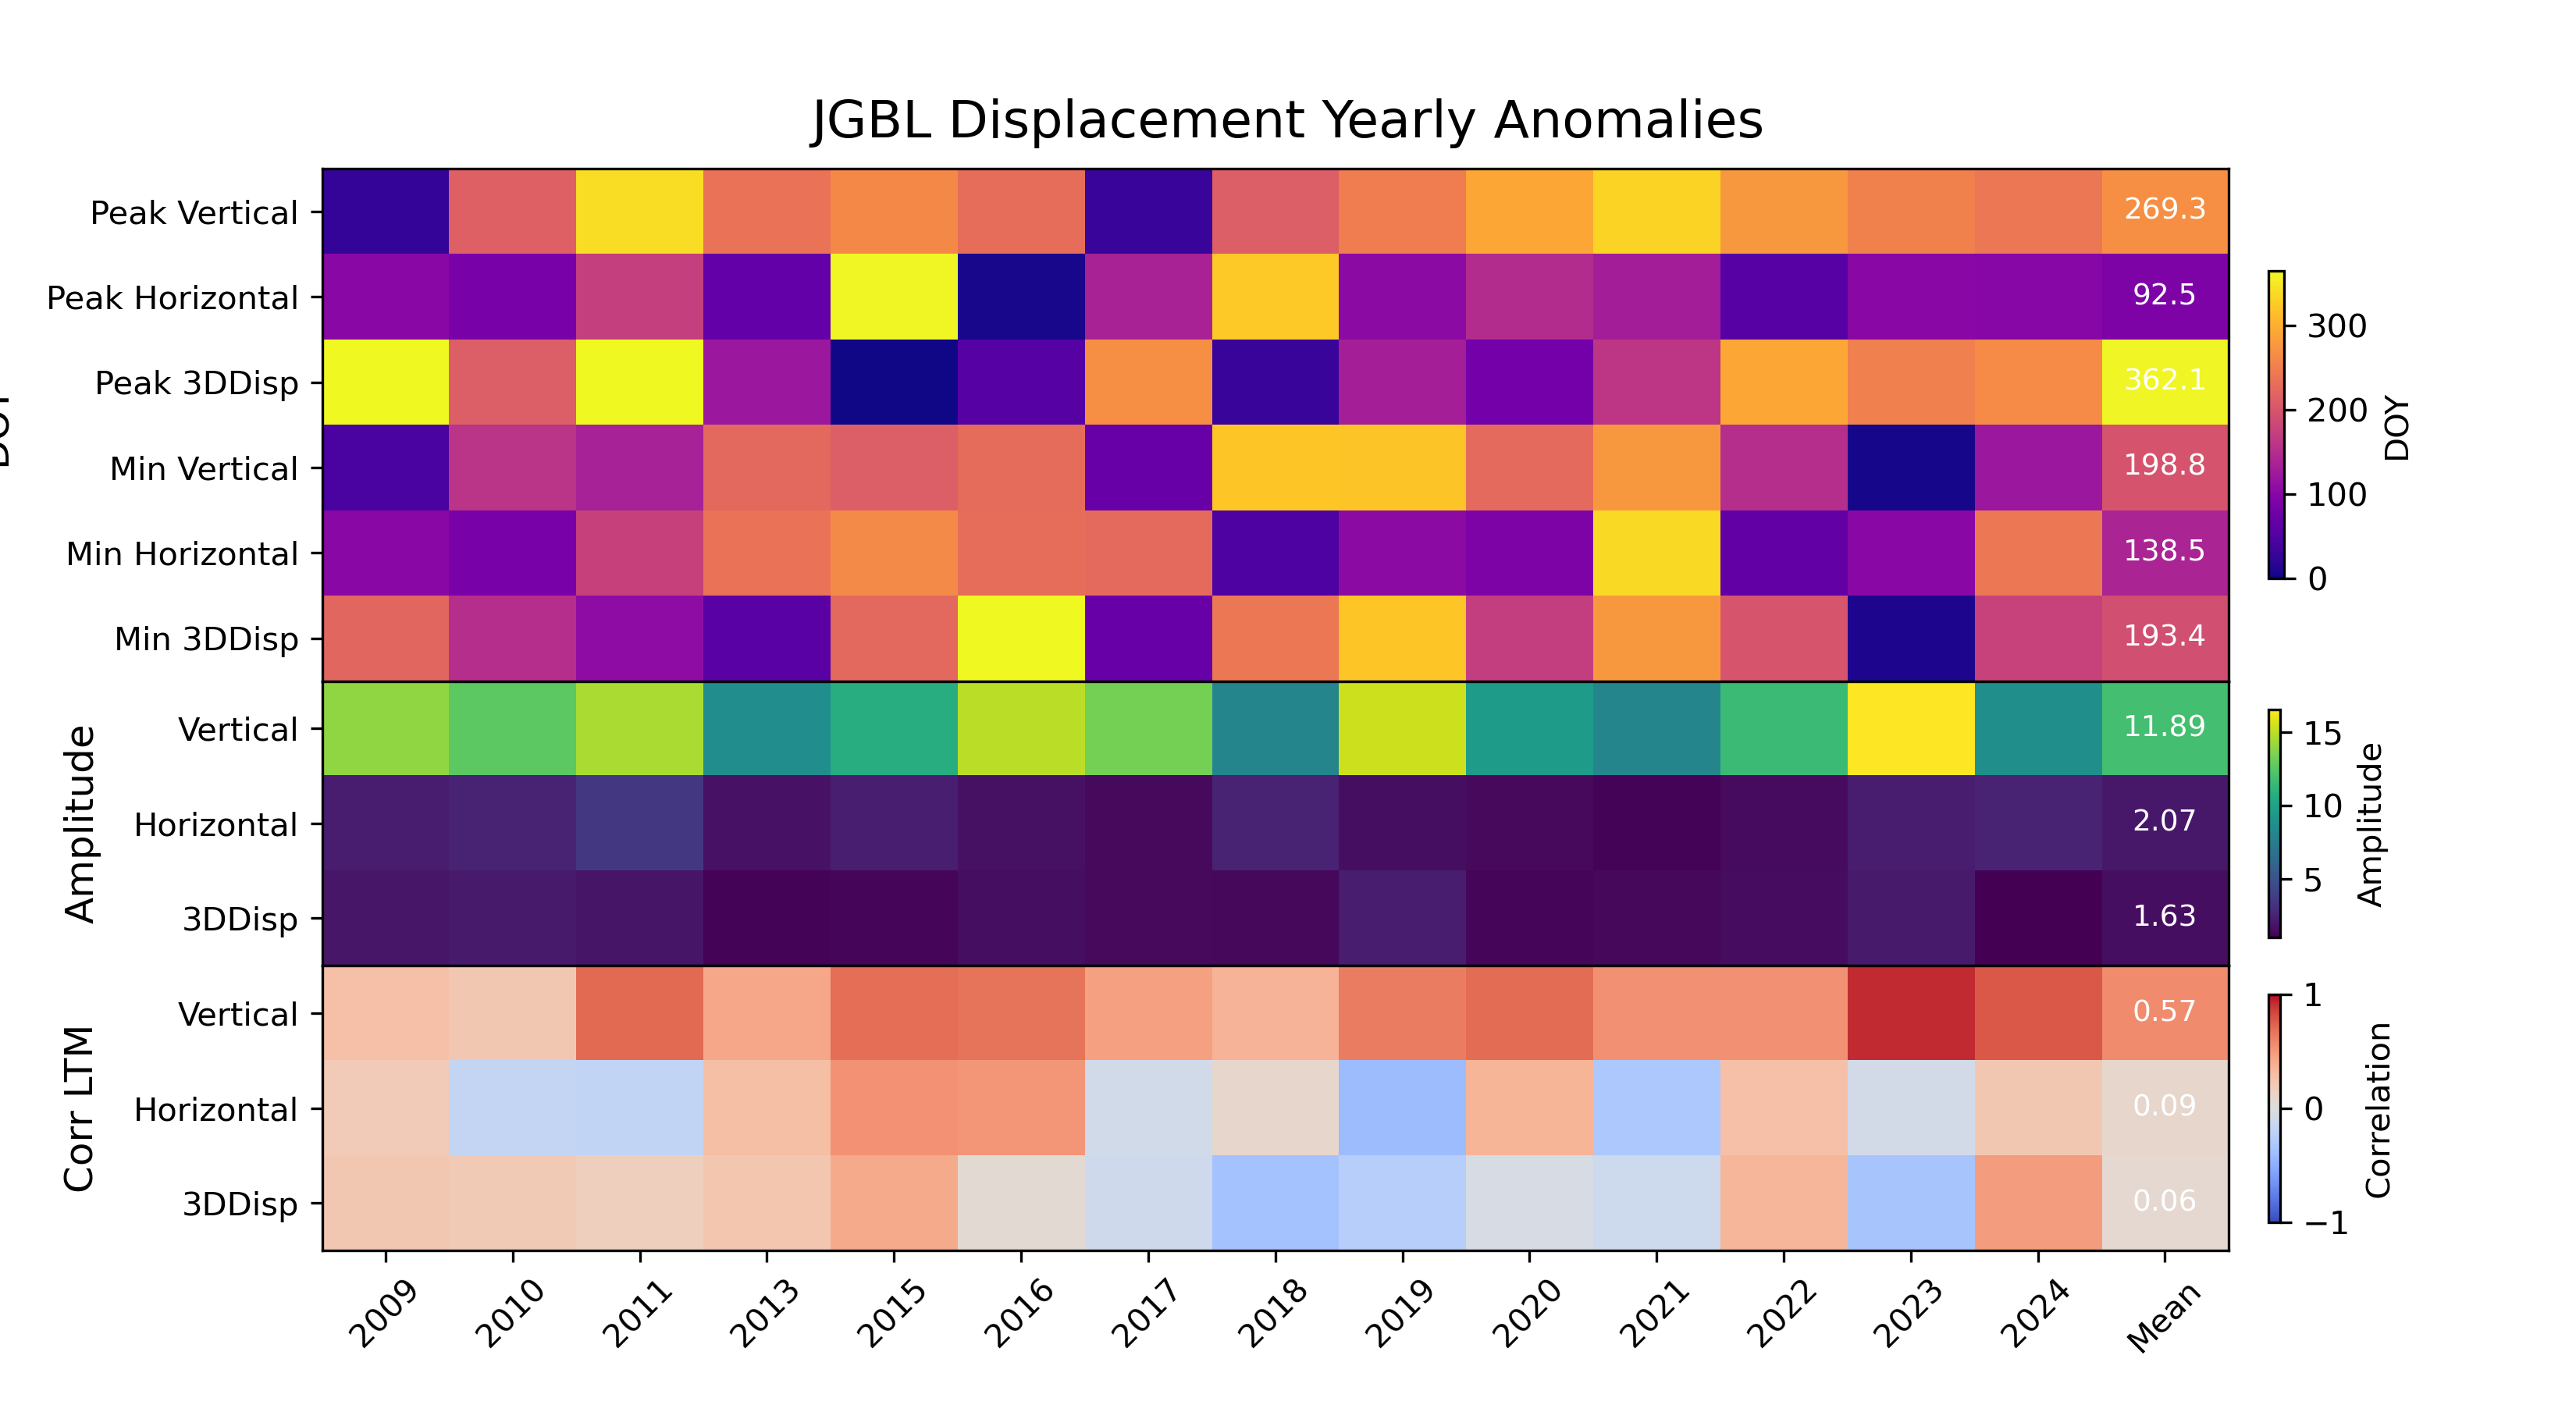 JGBL Displacement Yearly Anomalies
DOY
Peak Vertical
Peak Horizontal
Peak 3DDisp
Min Vertical
Min Horizontal
Min 3DDisp
269.3
92.5
362.1
198.8
138.5
193.4
300
200
100
0
DOY
Amplitude
Vertical
Horizontal
3DDisp
11.89
2.07
1.63
15
10
5
Amplitude
Corr LTM
Vertical
Horizontal
3DDisp
0.57
0.09
0.06
1
0
−1
Correlation
2009
2010
2011
2013
2015
2016
2017
2018
2019
2020
2021
2022
2023
2024
Mean